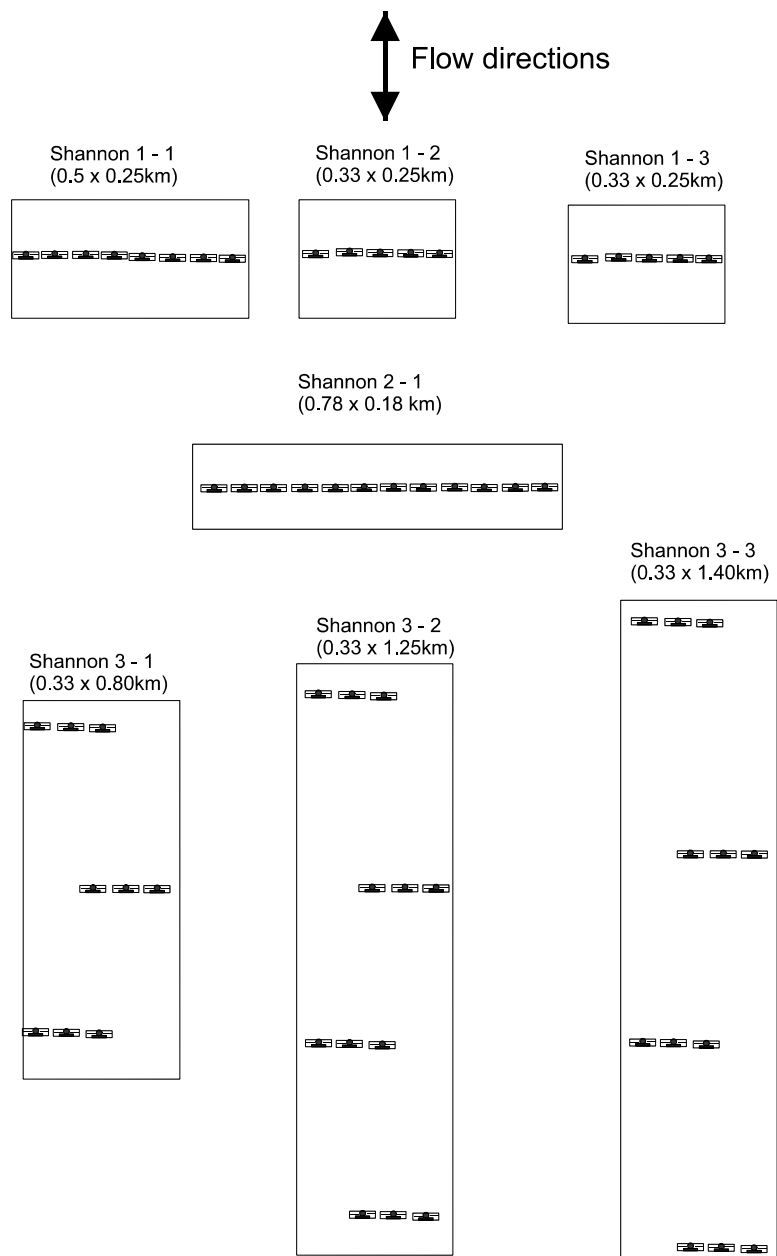 Flow directions
Shannon 1 - 1
(0.5 x 0.25km)
Shannon 1 - 2
(0.33 x 0.25km)
Shannon 1 - 3
(0.33 x 0.25km)
Shannon 2 - 1
(0.78 x 0.18 km)
Shannon 3 - 3
(0.33 x 1.40km)
Shannon 3 - 2
(0.33 x 1.25km)
Shannon 3 - 1
(0.33 x 0.80km)